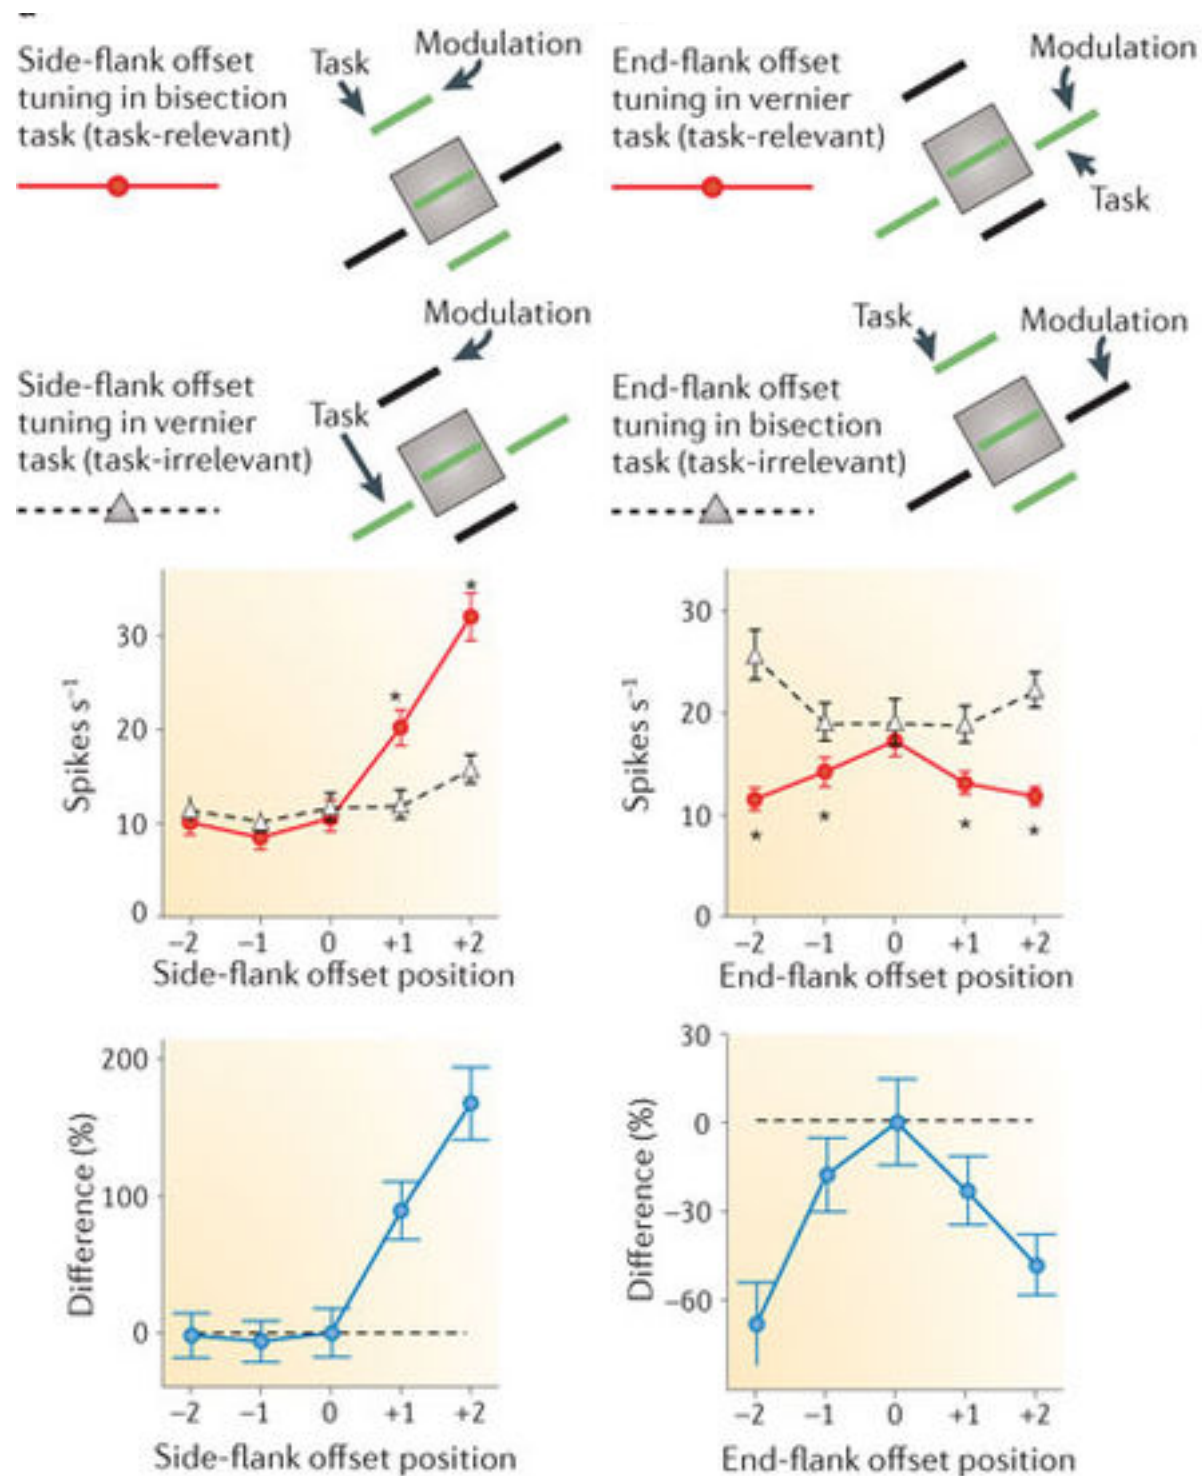 Side-flank offset
tuning in bisection
task (task-relevant)
Task
Modulation
End-flank offset
tuning in vernier
task (task-relevant)
Modulation
Task
Side-flank offset
tuning in vernier
task (task-irrelevant)
Task
Modulation
End-flank offset
tuning in bisection
task (task-irrelevant)
Task
Modulation
Spikes s⁻¹
30
20
10
0
*
*
−2 −1 0 +1 +2
Side-flank offset position
Spikes s⁻¹
30
20
10
0
* * * *
−2 −1 0 +1 +2
End-flank offset position
Difference (%)
200
100
0
−2 −1 0 +1 +2
Side-flank offset position
Difference (%)
30
0
−30
−60
−2 −1 0 +1 +2
End-flank offset position